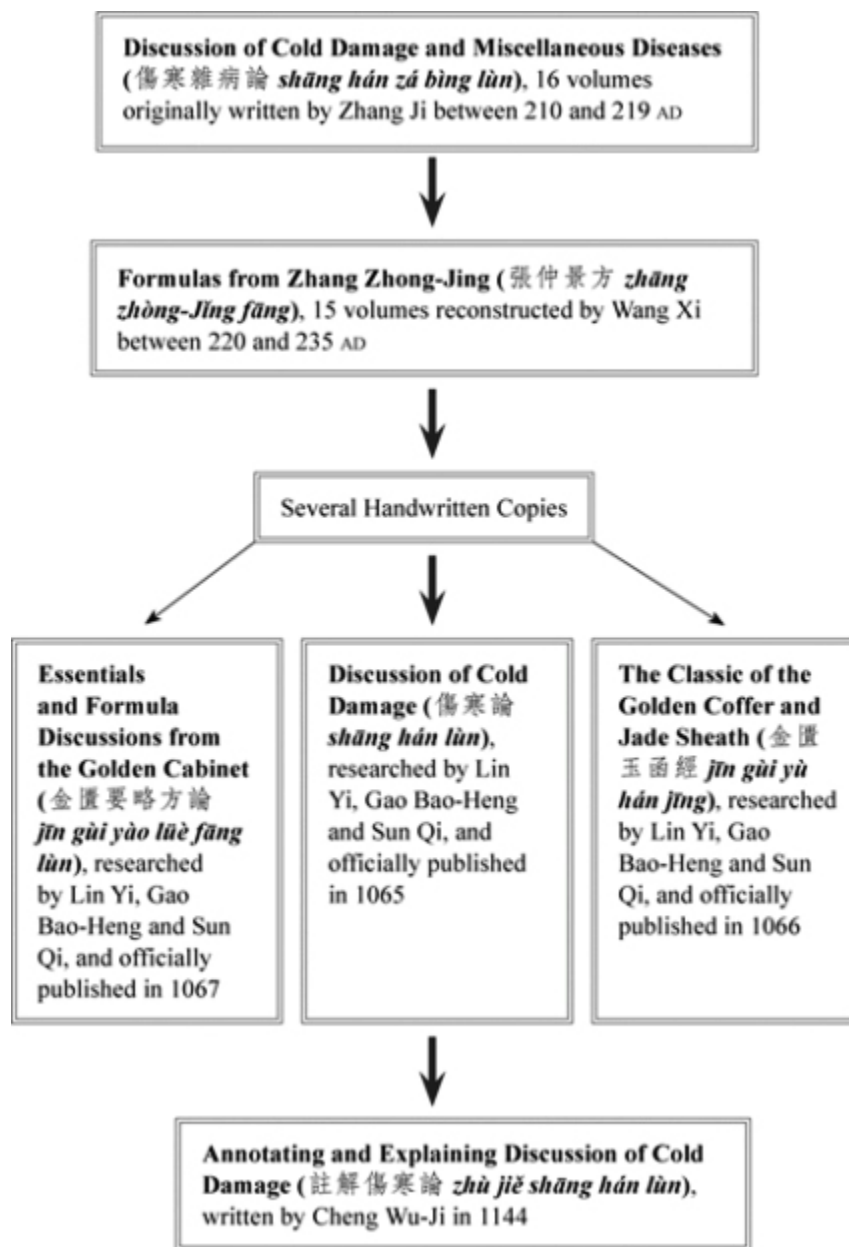 Discussion of Cold Damage and Miscellaneous Diseases
(傷寒雜病論 shāng hán zá bìng lùn), 16 volumes
originally written by Zhang Ji between 210 and 219 AD
Formulas from Zhang Zhong-Jing (張仲景方 zhāng
zhòng-Jǐng fāng), 15 volumes reconstructed by Wang Xi
between 220 and 235 AD
Several Handwritten Copies
Essentials
and Formula
Discussions from
the Golden Cabinet
(金匱要略方論
jīn gùi yào lüè fāng
lùn), researched
by Lin Yi, Gao
Bao-Heng and Sun
Qi, and officially
published in 1067
Discussion of Cold
Damage (傷寒論
shāng hán lùn),
researched by Lin
Yi, Gao Bao-Heng
and Sun Qi, and
officially published
in 1065
The Classic of the
Golden Coffer and
Jade Sheath (金匱
玉函經 jīn gùi yù
hán jīng), researched
by Lin Yi, Gao
Bao-Heng and Sun
Qi, and officially
published in 1066
Annotating and Explaining Discussion of Cold
Damage (註解傷寒論 zhù jiě shāng hán lùn),
written by Cheng Wu-Ji in 1144